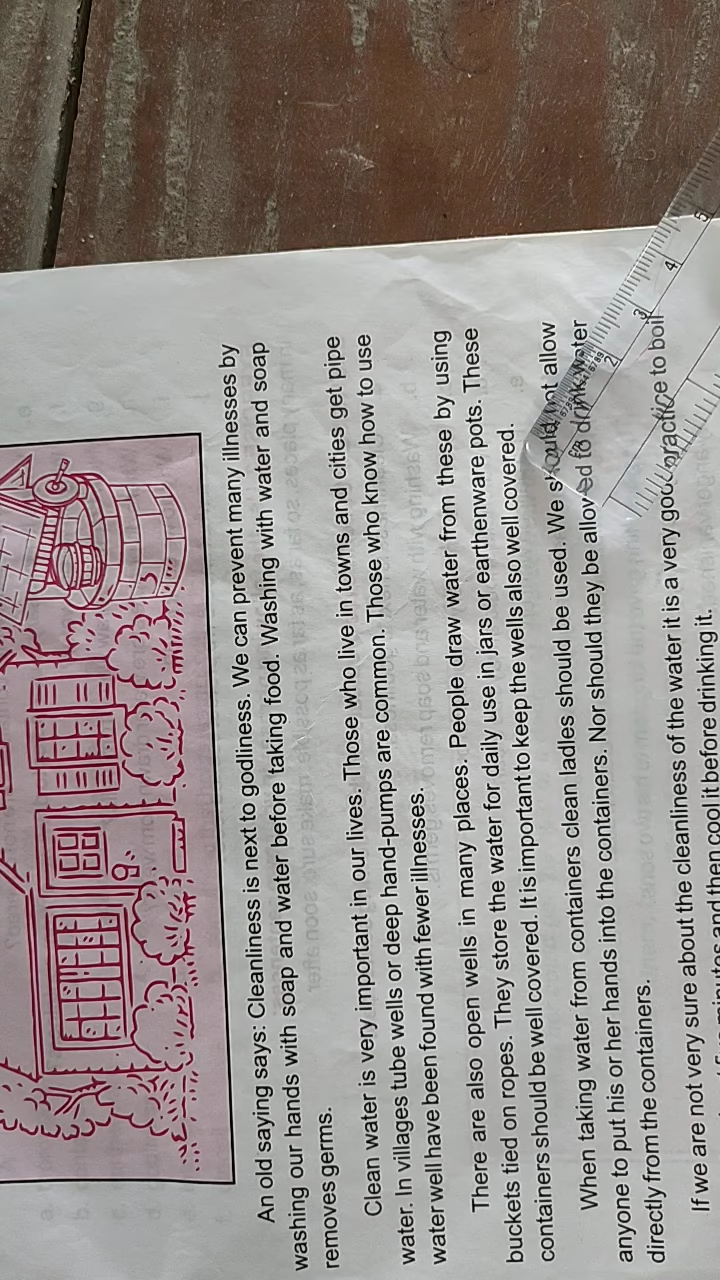 An old saying says: Cleanliness is next to godliness. We can prevent many illnesses by
washing our hands with soap and water before taking food. Washing with water and soap
removes germs.
Clean water is very important in our lives. Those who live in towns and cities get pipe
water. In villages tube wells or deep hand-pumps are common. Those who know how to use
water well have been found with fewer illnesses.
There are also open wells in many places. People draw water from these by using
buckets tied on ropes. They store the water for daily use in jars or earthenware pots. These
containers should be well covered. It is important to keep the wells also well covered.
When taking water from containers clean ladles should be used. We should not allow
anyone to put his or her hands into the containers. Nor should they be allowed to drink water
directly from the containers.
If we are not very sure about the cleanliness of the water it is a very good practice to boil
minutes and then cool it before drinking it.
2
3
4
5